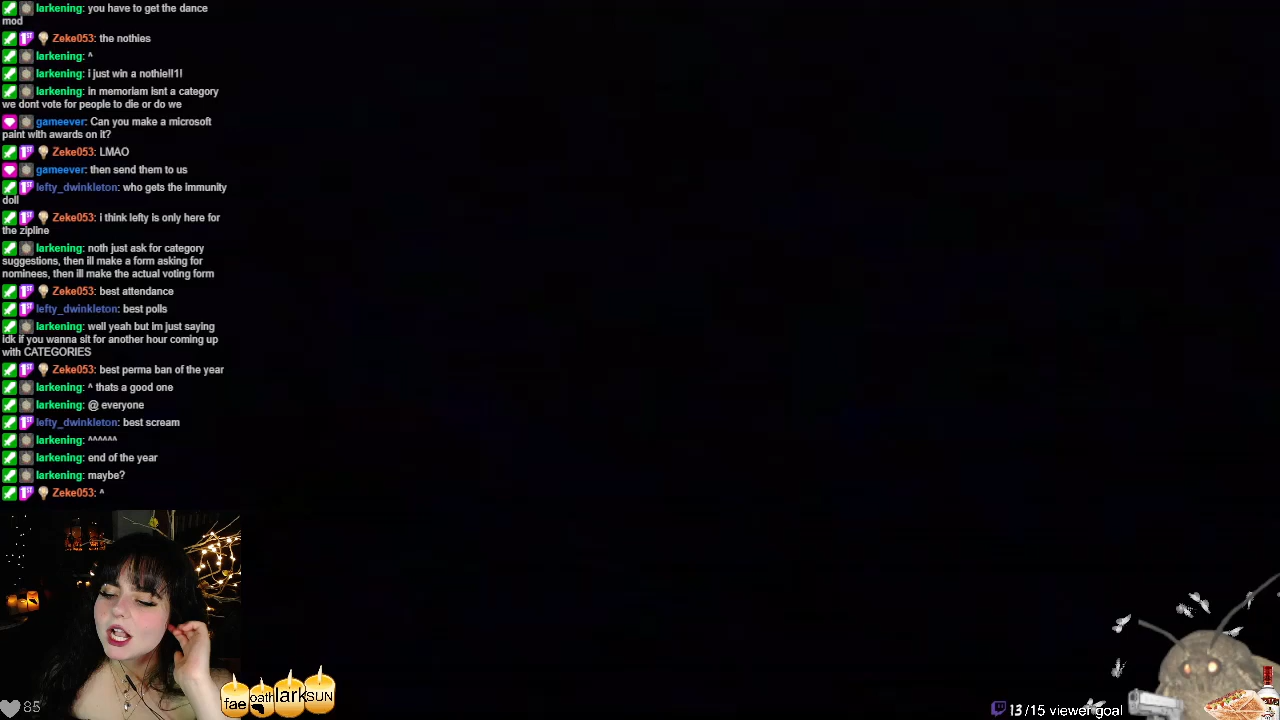 larkening: you have to get the dance
mod
Zeke053: the nothies
larkening: ^
larkening: i just win a nothie!!1!
larkening: in memoriam isnt a category
we dont vote for people to die or do we
gameever: Can you make a microsoft
paint with awards on it?
Zeke053: LMAO
gameever: then send them to us
lefty_dwinkleton: who gets the immunity
doll
Zeke053: i think lefty is only here for
the zipline
larkening: noth just ask for category
suggestions, then ill make a form asking for
nominees, then ill make the actual voting form
Zeke053: best attendance
lefty_dwinkleton: best polls
larkening: well yeah but im just saying
idk if you wanna sit for another hour coming up
with CATEGORIES
Zeke053: best perma ban of the year
larkening: ^ thats a good one
larkening: @ everyone
lefty_dwinkleton: best scream
larkening: ^^^^^^
larkening: end of the year
larkening: maybe?
Zeke053: ^
fae oath lark SUN
85
13/15 viewer goal